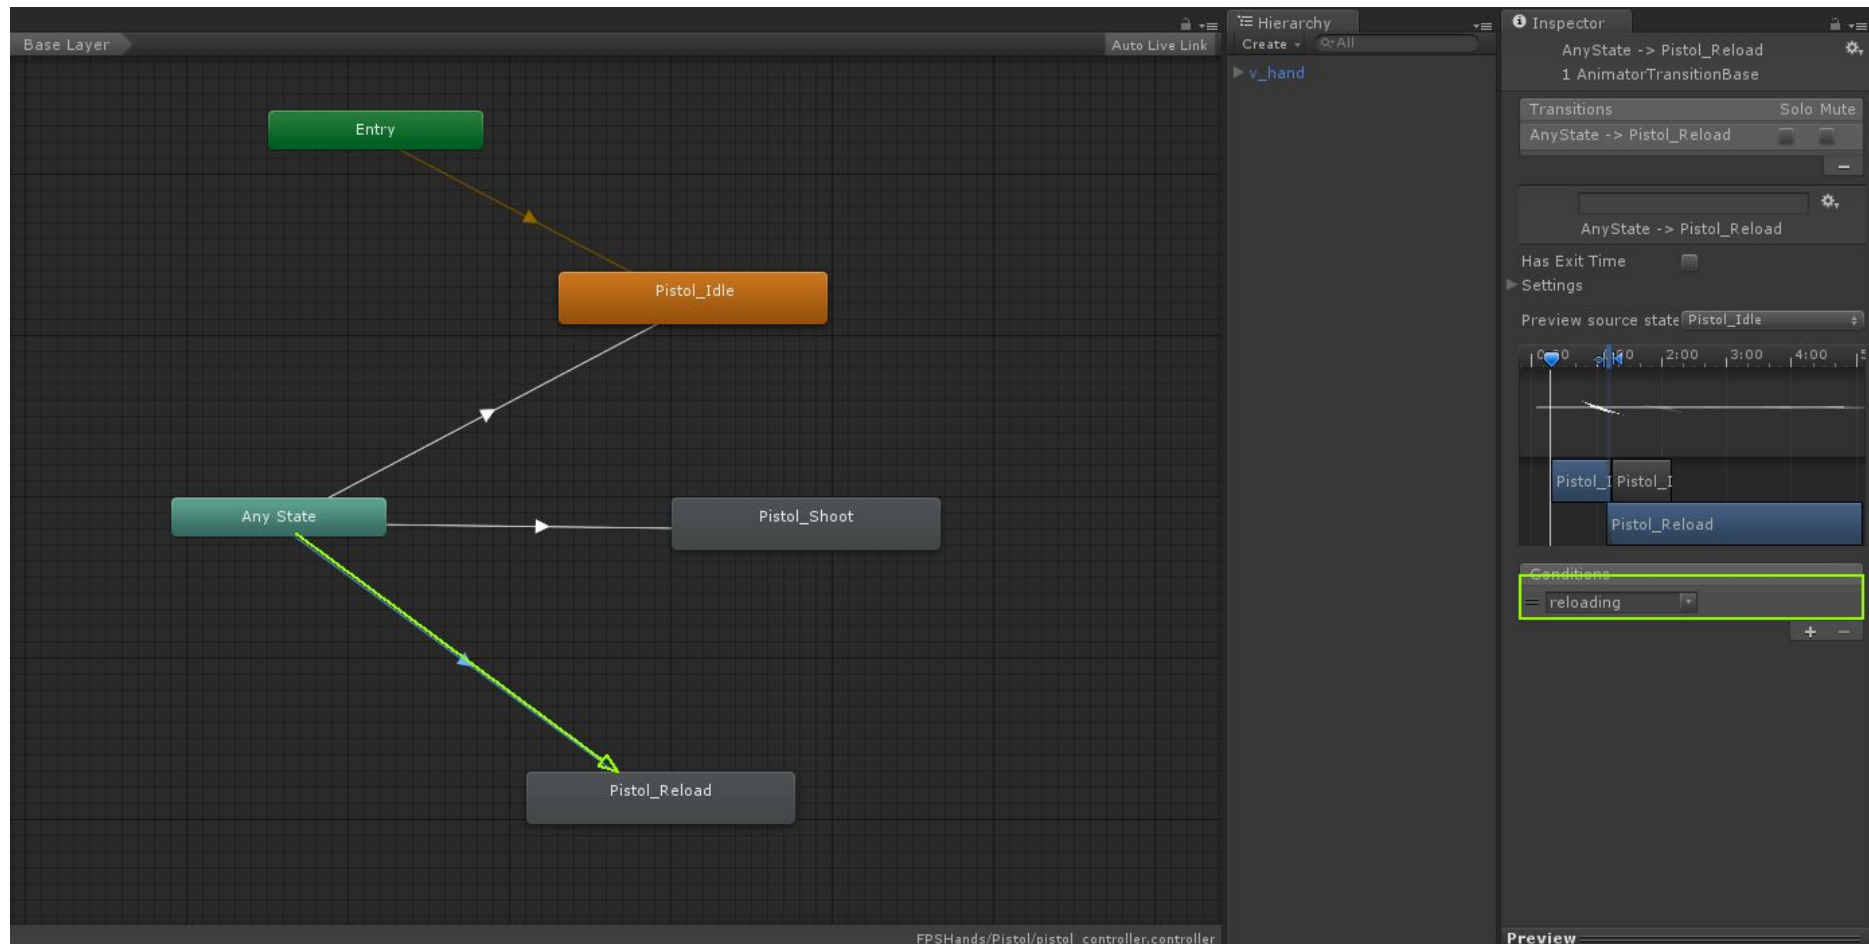 Base Layer
Auto Live Link
Entry
Pistol_Idle
Any State
Pistol_Shoot
Pistol_Reload
FPSHands/Pistol/pistol_controller.controller
Hierarchy
Create
All
v_hand
Inspector
AnyState -> Pistol_Reload
1 AnimatorTransitionBase
Transitions Solo Mute
AnyState -> Pistol_Reload
AnyState -> Pistol_Reload
Has Exit Time
Settings
Preview source state Pistol_Idle
2:00 3:00 4:00
Pistol_I Pistol_I
Pistol_Reload
Conditions
reloading
Preview